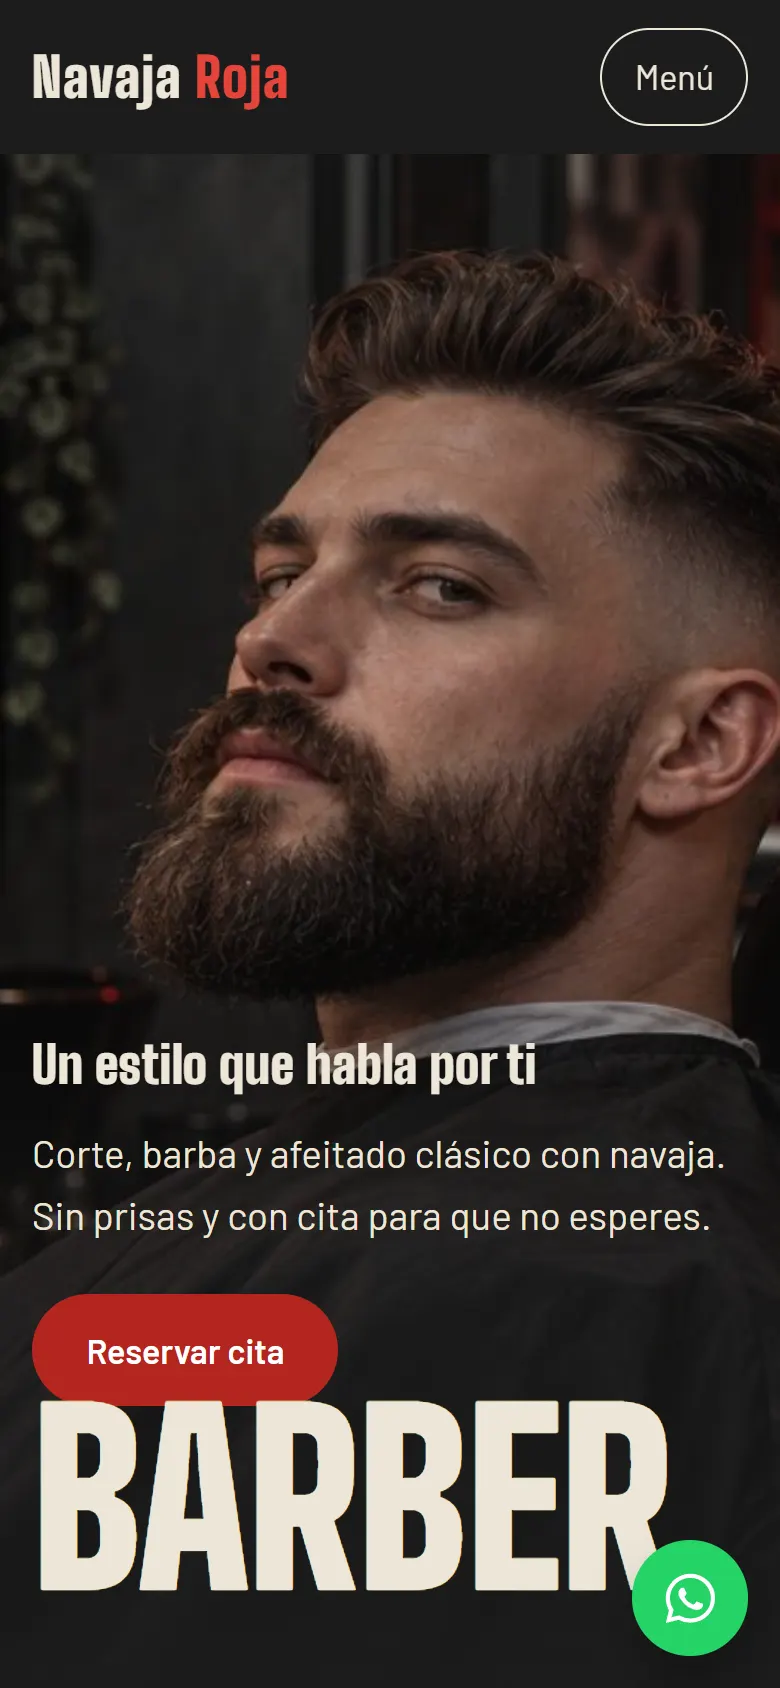 Navaja Roja
Menú
Un estilo que habla por ti
Corte, barba y afeitado clásico con navaja.
Sin prisas y con cita para que no esperes.
Reservar cita
BARBER